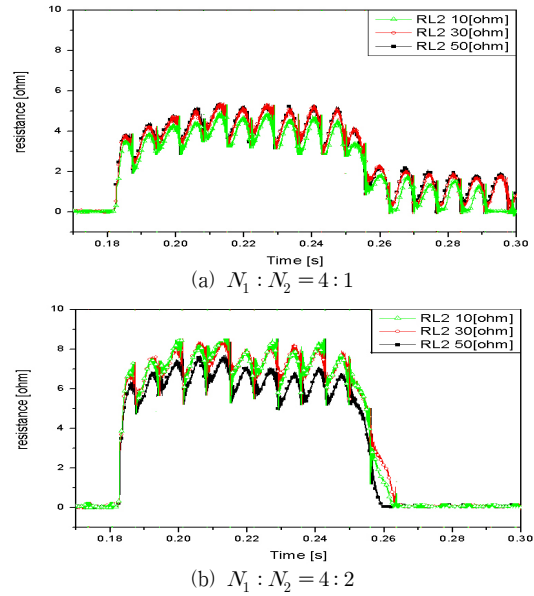 10
8
6
4
2
0
resistance [ohm]
RL2 10[ohm]
RL2 30[ohm]
RL2 50[ohm]
0.18 0.20 0.22 0.24 0.26 0.28 0.30
Time [s]
(a) N₁ : N₂ = 4 : 1
10
8
6
4
2
0
resistance [ohm]
RL2 10[ohm]
RL2 30[ohm]
RL2 50[ohm]
0.18 0.20 0.22 0.24 0.26 0.28 0.30
Time [s]
(b) N₁ : N₂ = 4 : 2